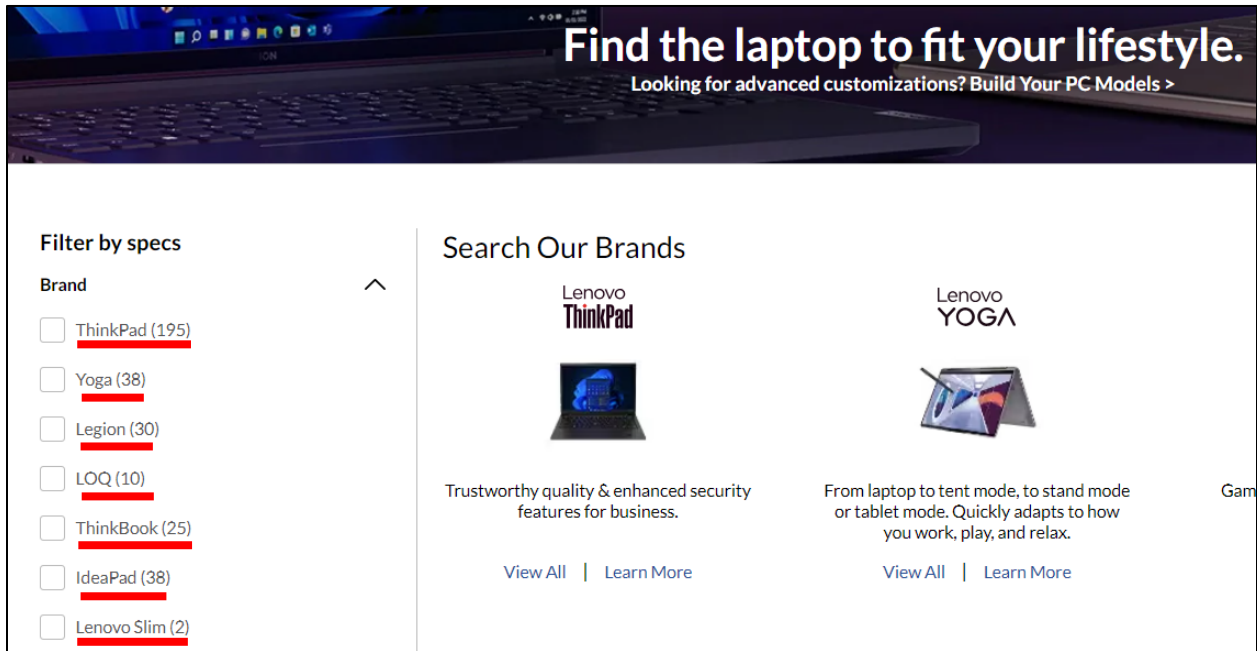 ION
Find the laptop to fit your lifestyle.
Looking for advanced customizations? Build Your PC Models >
Filter by specs
Brand
ThinkPad (195)
Yoga (38)
Legion (30)
LOQ (10)
ThinkBook (25)
IdeaPad (38)
Lenovo Slim (2)
Search Our Brands
Lenovo
ThinkPad
Trustworthy quality & enhanced security
features for business.
View All | Learn More
Lenovo
YOGA
From laptop to tent mode, to stand mode
or tablet mode. Quickly adapts to how
you work, play, and relax.
View All | Learn More
Gam